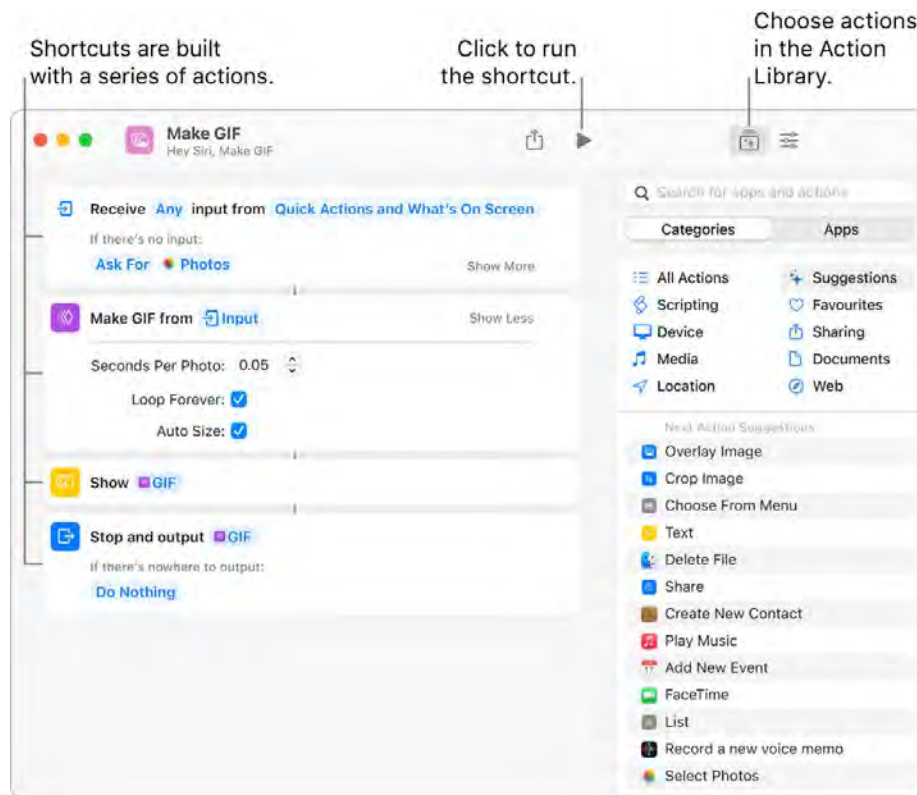 Shortcuts are built
with a series of actions.
Click to run
the shortcut.
Choose actions
in the Action
Library.
Make GIF
Hey Siri, Make GIF
Receive Any input from Quick Actions and What's On Screen
If there's no input:
Ask For Photos
Show More
Make GIF from Input
Show Less
Seconds Per Photo: 0.05
Loop Forever:
Auto Size:
Show GIF
Stop and output GIF
If there's nowhere to output:
Do Nothing
Search for apps and actions
Categories
Apps
All Actions
Suggestions
Scripting
Favourites
Device
Sharing
Media
Documents
Location
Web
Next Action Suggestions
Overlay Image
Crop Image
Choose From Menu
Text
Delete File
Share
Create New Contact
Play Music
Add New Event
FaceTime
List
Record a new voice memo
Select Photos